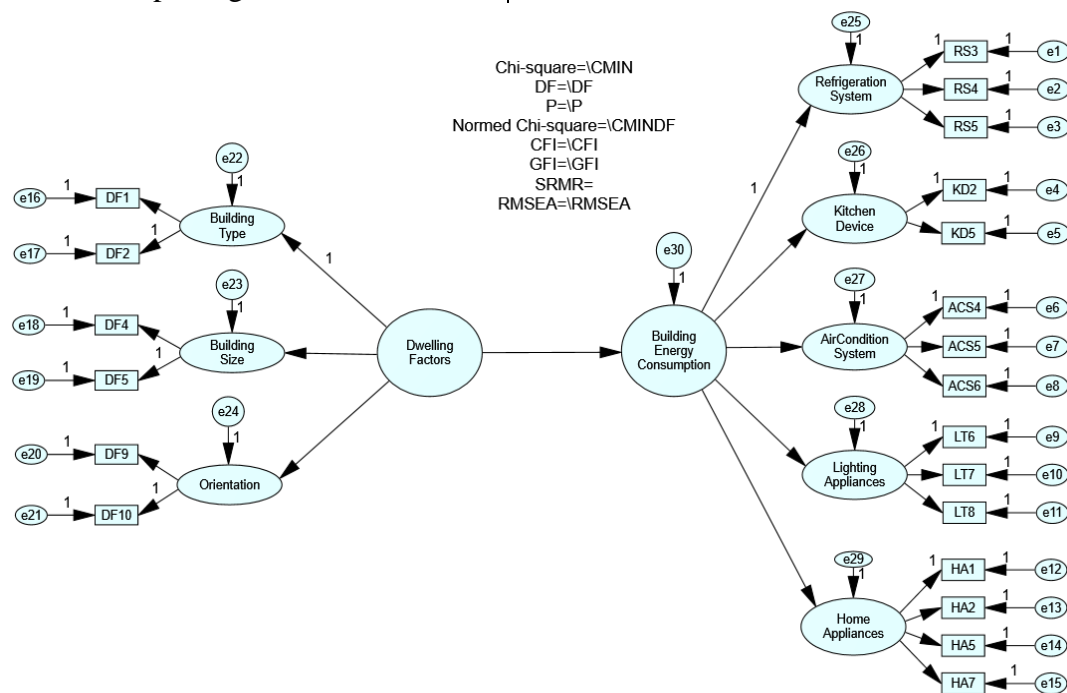 e25
1
1
RS3
1
e1
Refrigeration
System
RS4
1
e2
RS5
1
e3
Chi-square=\CMIN
DF=\DF
P=\P
Normed Chi-square=\CMINDF
CFI=\CFI
GFI=\GFI
SRMR=
RMSEA=\RMSEA
e26
1
Kitchen
Device
1
KD2
1
e4
KD5
1
e5
e22
1
e16
1
DF1
Building
Type
e17
1
DF2
1
1
1
e30
1
e27
1
AirCondition
System
1
ACS4
1
e6
ACS5
1
e7
ACS6
1
e8
e23
1
e18
1
DF4
Building
Size
e19
1
DF5
1
Dwelling
Factors
Building
Energy
Consumption
e28
1
Lighting
Appliances
1
LT6
1
e9
LT7
1
e10
LT8
1
e11
e24
1
e20
1
DF9
Orientation
e21
1
DF10
1
e29
1
Home
Appliances
1
HA1
1
e12
HA2
1
e13
HA5
1
e14
HA7
1
e15